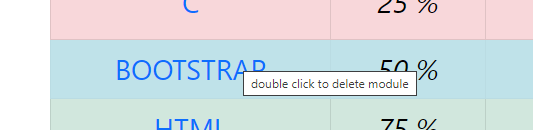 C 25 %
BOOTSTRAP 50 %
double click to delete module
HTML 75 %